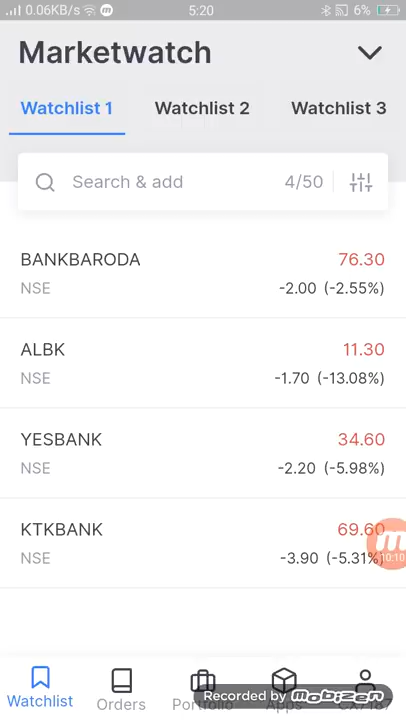 0.06KB/s 5:20 6%
Marketwatch
Watchlist 1 Watchlist 2 Watchlist 3
Search & add 4/50
BANKBARODA 76.30
NSE -2.00 (-2.55%)
ALBK 11.30
NSE -1.70 (-13.08%)
YESBANK 34.60
NSE -2.20 (-5.98%)
KTKBANK 69.60
NSE -3.90 (-5.31%)
10:10
Watchlist Orders Portfolio Apps
Recorded by mobizen